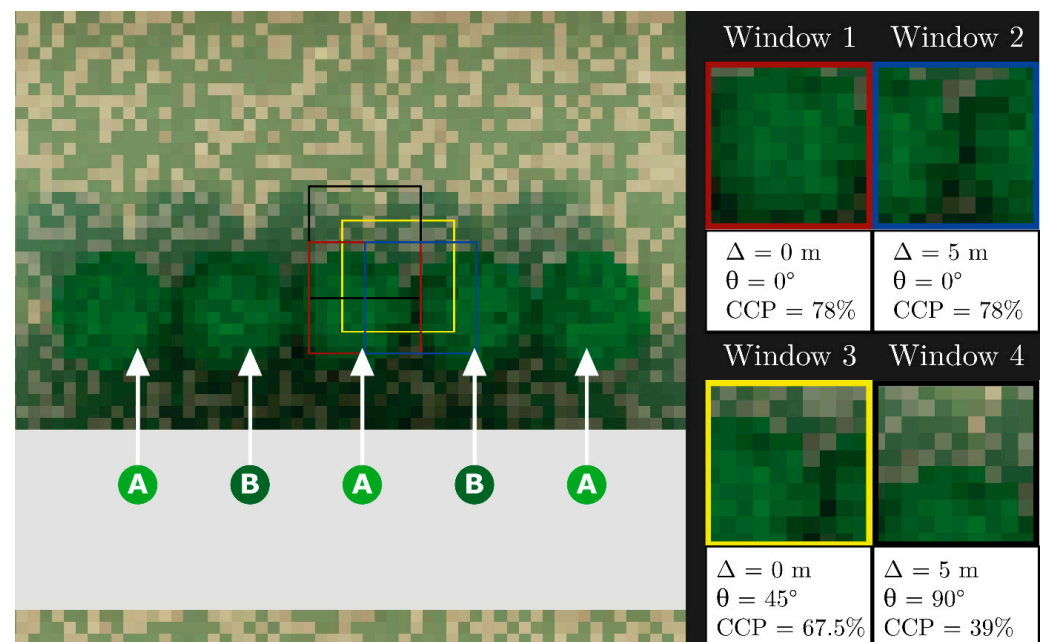 Window 1 Window 2
Δ = 0 m
θ = 0°
CCP = 78%
Δ = 5 m
θ = 0°
CCP = 78%
Window 3 Window 4
Δ = 0 m
θ = 45°
CCP = 67.5%
Δ = 5 m
θ = 90°
CCP = 39%
A B A B A